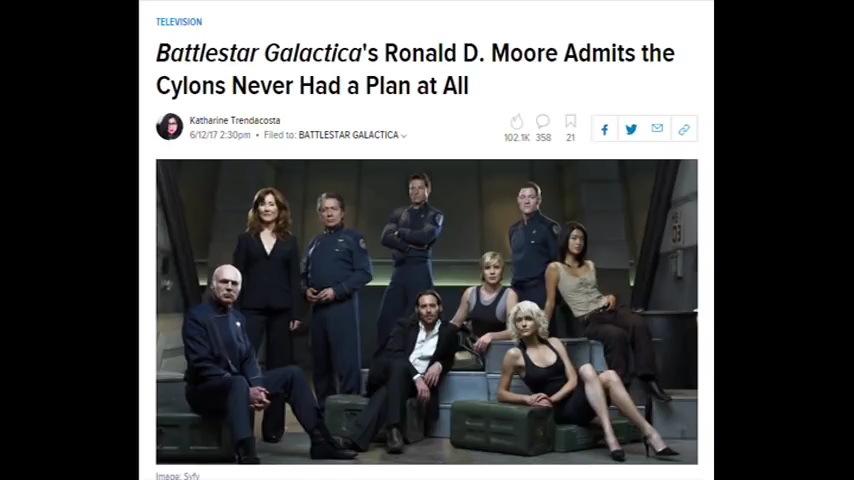 TELEVISION
Battlestar Galactica's Ronald D. Moore Admits the
Cylons Never Had a Plan at All
Katharine Trendacosta
6/12/17 2:30pm • Filed to: BATTLESTAR GALACTICA
102.1K 358 21
Image: Syfy